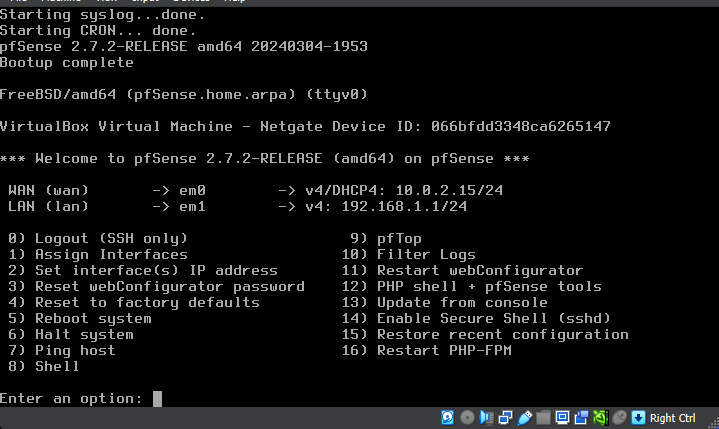 Starting syslog...done.
Starting CRON... done.
pfSense 2.7.2-RELEASE amd64 20240304-1953
Bootup complete
FreeBSD/amd64 (pfSense.home.arpa) (ttyv0)
VirtualBox Virtual Machine - Netgate Device ID: 066bfdd3348ca6265147
*** Welcome to pfSense 2.7.2-RELEASE (amd64) on pfSense ***
WAN (wan) -> em0 -> v4/DHCP4: 10.0.2.15/24
LAN (lan) -> em1 -> v4: 192.168.1.1/24
0) Logout (SSH only) 9) pfTop
1) Assign Interfaces 10) Filter Logs
2) Set interface(s) IP address 11) Restart webConfigurator
3) Reset webConfigurator password 12) PHP shell + pfSense tools
4) Reset to factory defaults 13) Update from console
5) Reboot system 14) Enable Secure Shell (sshd)
6) Halt system 15) Restore recent configuration
7) Ping host 16) Restart PHP-FPM
8) Shell
Enter an option:
Right Ctrl